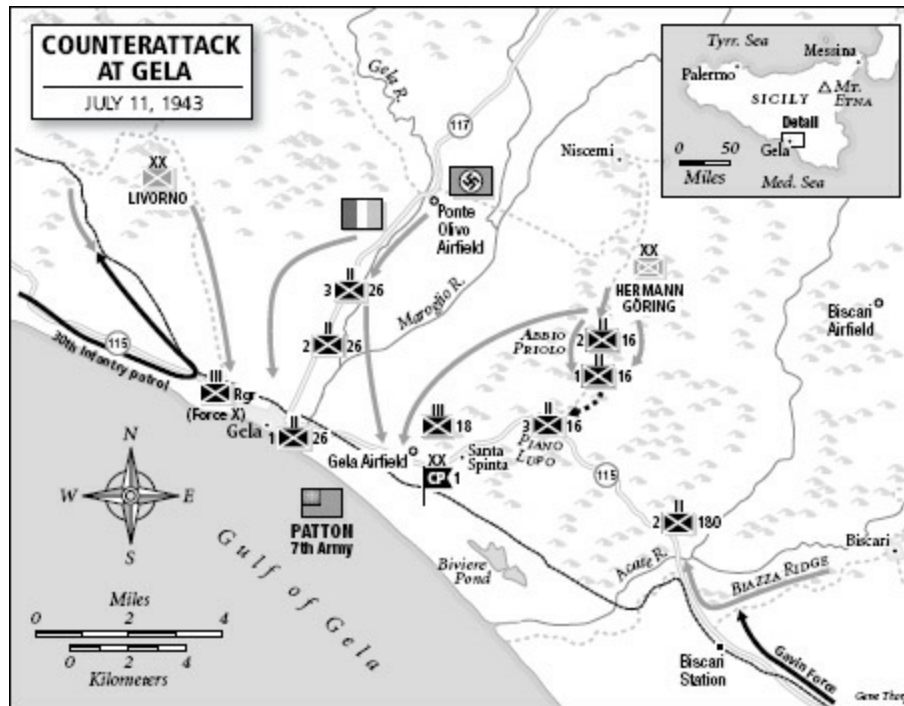 COUNTERATTACK
AT GELA
JULY 11, 1943
Tyrr. Sea
Messina
Palermo
MT.
ETNA
SICILY
Detail
Gela
0 50
Miles
Med. Sea
Gela R.
117
XX
LIVORNO
Niscemi
Ponte
Olivo
Airfield
XX
HERMANN
GÖRING
II
3 26
Maroglio R.
Biscari
Airfield
ABBIO
PRIOLO
II
2 16
II
2 26
II
1 16
115
30th Infantry patrol
III
Rgr
(Force X)
Gela
II
1 26
III
18
II
3 16
PIANO
LUPO
Gela Airfield
Santa
Spinta
XX
CP 1
115
N
W E
S
PATTON
7th Army
II
2 180
Biscari
Gulf of Gela
Biviere
Pond
Acate R.
BIAZZA RIDGE
Miles
0 2 4
0 2 4
Kilometers
Biscari
Station
Gavin Force